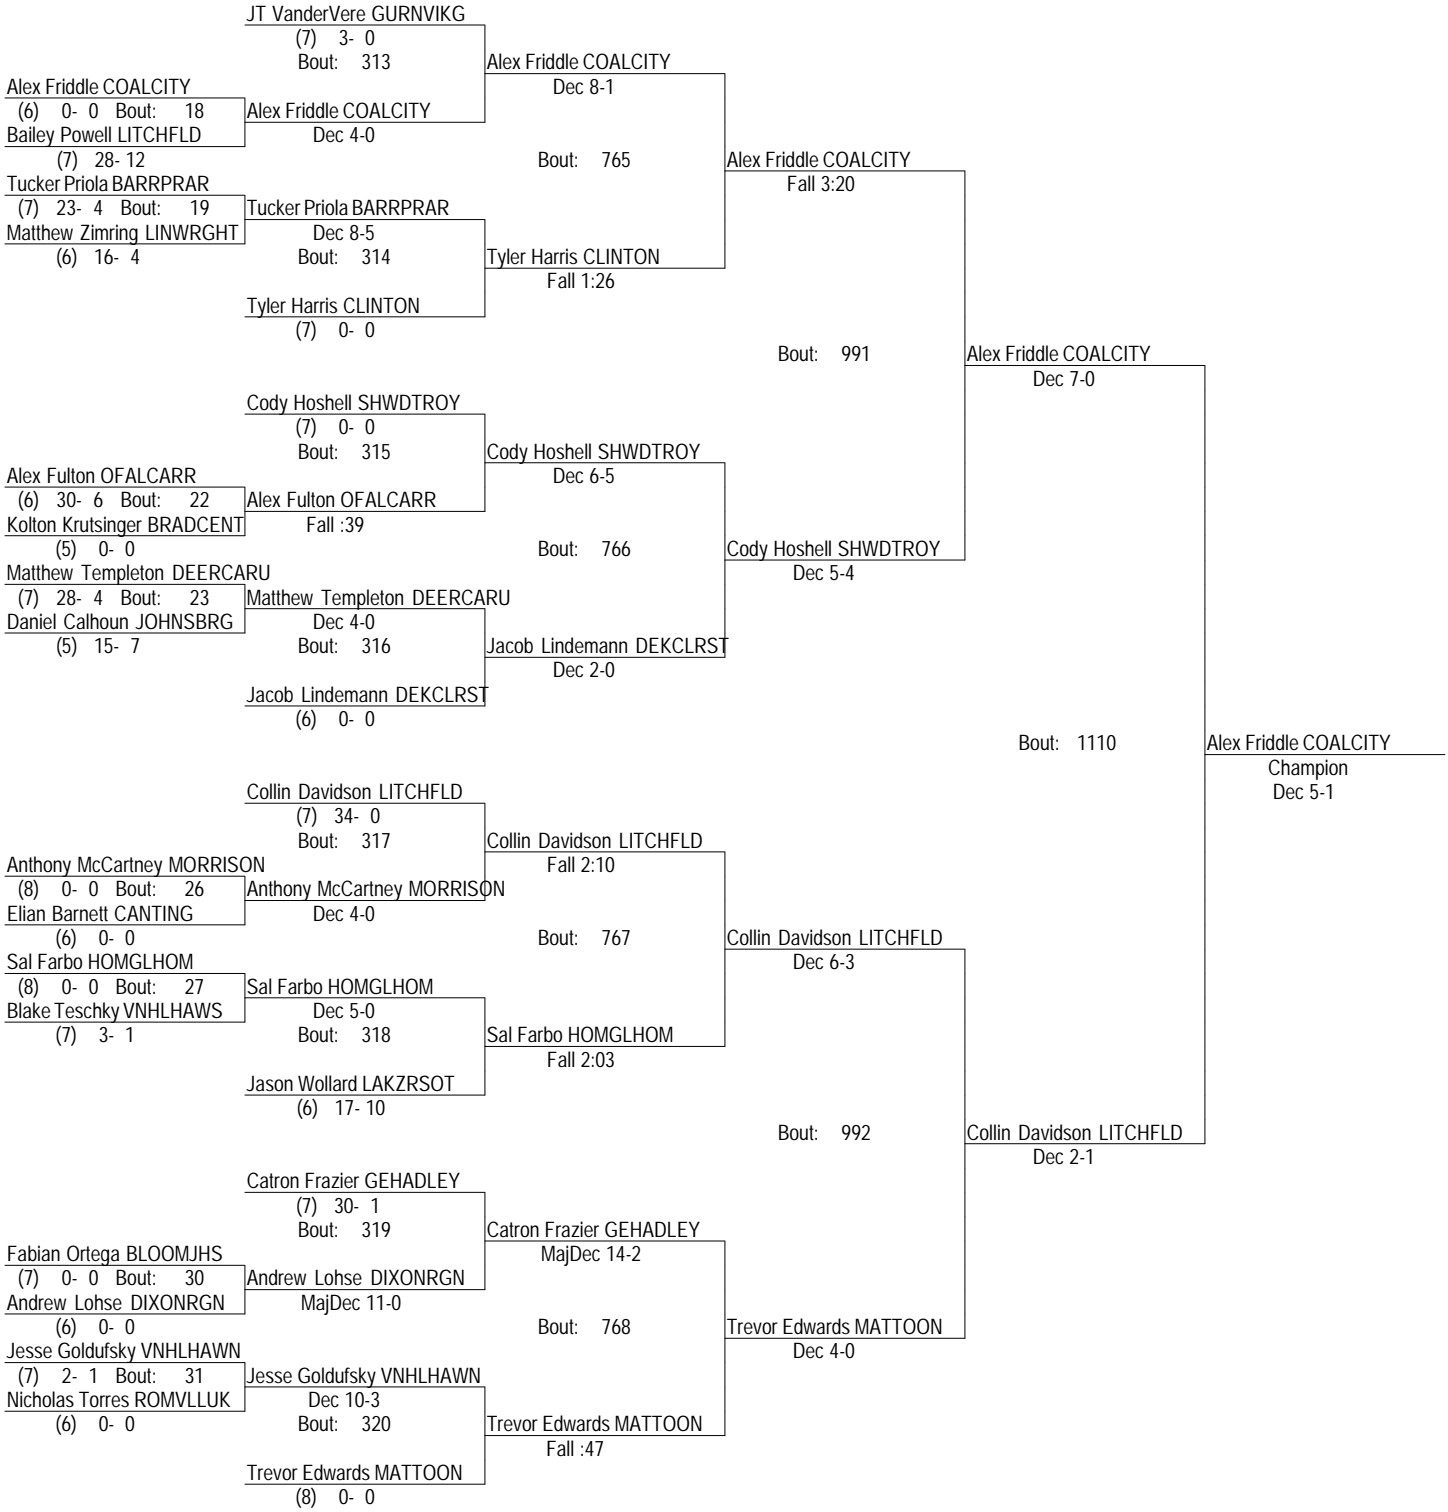 JT VanderVere GURNVIKG
(7) 3- 0
Bout: 313
Alex Friddle COALCITY
Dec 8-1
Alex Friddle COALCITY
(6) 0- 0 Bout: 18
Alex Friddle COALCITY
Bailey Powell LITCHFLD
Dec 4-0
(7) 28- 12
Bout: 765
Alex Friddle COALCITY
Tucker Priola BARRPRAR
Fall 3:20
(7) 23- 4 Bout: 19
Tucker Priola BARRPRAR
Matthew Zimring LINWRGHT
Dec 8-5
(6) 16- 4
Bout: 314
Tyler Harris CLINTON
Fall 1:26
Tyler Harris CLINTON
(7) 0- 0
Bout: 991
Alex Friddle COALCITY
Dec 7-0
Cody Hoshell SHWDTROY
(7) 0- 0
Bout: 315
Cody Hoshell SHWDTROY
Dec 6-5
Alex Fulton OFALCARR
(6) 30- 6 Bout: 22
Alex Fulton OFALCARR
Kolton Krutsinger BRADCENT
Fall :39
(5) 0- 0
Bout: 766
Cody Hoshell SHWDTROY
Dec 5-4
Matthew Templeton DEERCARU
(7) 28- 4 Bout: 23
Matthew Templeton DEERCARU
Daniel Calhoun JOHNSBRG
Dec 4-0
(5) 15- 7
Bout: 316
Jacob Lindemann DEKCLRST
Dec 2-0
Jacob Lindemann DEKCLRST
(6) 0- 0
Bout: 1110
Alex Friddle COALCITY
Champion
Dec 5-1
Collin Davidson LITCHFLD
(7) 34- 0
Bout: 317
Collin Davidson LITCHFLD
Fall 2:10
Anthony McCartney MORRISON
(8) 0- 0 Bout: 26
Anthony McCartney MORRISON
Elian Barnett CANTING
Dec 4-0
(6) 0- 0
Bout: 767
Collin Davidson LITCHFLD
Dec 6-3
Sal Farbo HOMGLHOM
(8) 0- 0 Bout: 27
Sal Farbo HOMGLHOM
Blake Teschky VNHLHAWS
Dec 5-0
(7) 3- 1
Bout: 318
Sal Farbo HOMGLHOM
Fall 2:03
Jason Wollard LAKZRSOT
(6) 17- 10
Bout: 992
Collin Davidson LITCHFLD
Dec 2-1
Catron Frazier GEHADLEY
(7) 30- 1
Bout: 319
Catron Frazier GEHADLEY
MajDec 14-2
Fabian Ortega BLOOMJHS
(7) 0- 0 Bout: 30
Andrew Lohse DIXONRGN
Andrew Lohse DIXONRGN
MajDec 11-0
(6) 0- 0
Bout: 768
Trevor Edwards MATTOON
Dec 4-0
Jesse Goldufsky VNHLHAWN
(7) 2- 1 Bout: 31
Jesse Goldufsky VNHLHAWN
Nicholas Torres ROMVLLUK
Dec 10-3
(6) 0- 0
Bout: 320
Trevor Edwards MATTOON
Fall :47
Trevor Edwards MATTOON
(8) 0- 0